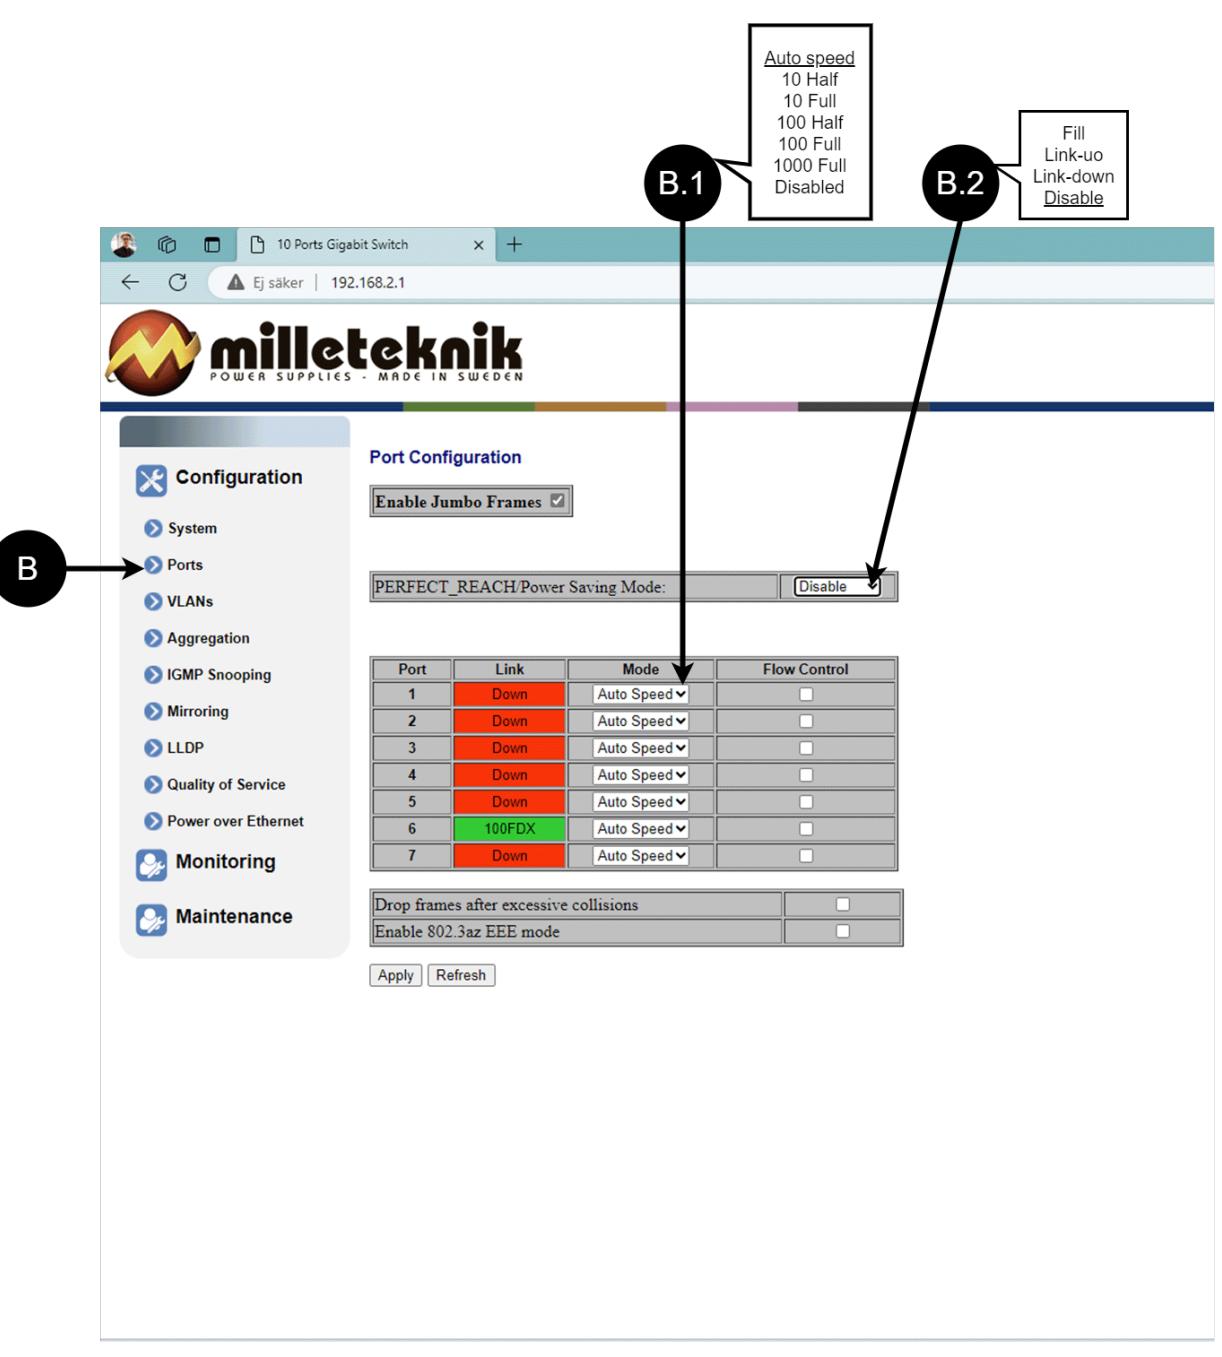 Auto speed
10 Half
10 Full
100 Half
100 Full
1000 Full
Disabled
Fill
Link-uo
Link-down
Disable
B.1
B.2
10 Ports Gigabit Switch
Ej säker | 192.168.2.1
milleteknik
POWER SUPPLIES - MADE IN SWEDEN
Configuration
System
B
Ports
VLANs
Aggregation
IGMP Snooping
Mirroring
LLDP
Quality of Service
Power over Ethernet
Monitoring
Maintenance
Port Configuration
Enable Jumbo Frames
PERFECT_REACH/Power Saving Mode: Disable
Port Link Mode Flow Control
1 Down Auto Speed
2 Down Auto Speed
3 Down Auto Speed
4 Down Auto Speed
5 Down Auto Speed
6 100FDX Auto Speed
7 Down Auto Speed
Drop frames after excessive collisions
Enable 802.3az EEE mode
Apply Refresh